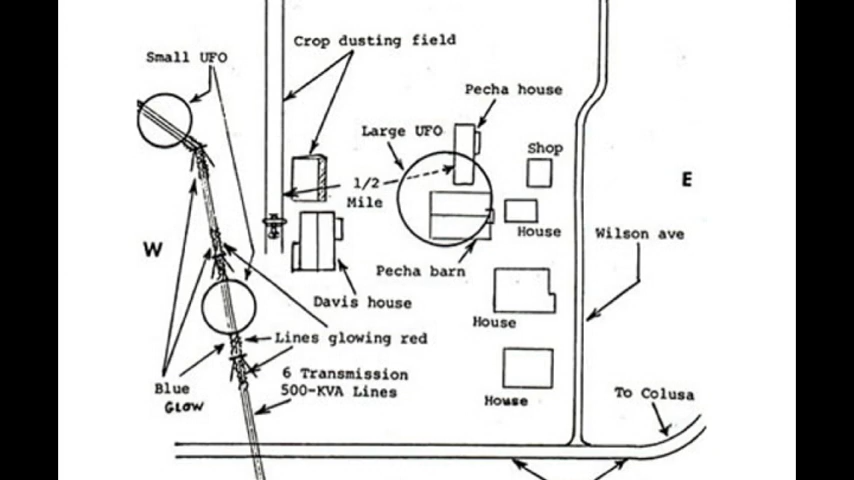 Crop dusting field
Small UFO
Pecha house
Large UFO
Shop
1/2
Mile
E
House
Wilson ave
W
Pecha barn
Davis house
House
Lines glowing red
6 Transmission
500-KVA Lines
Blue
GLOW
To Colusa
House